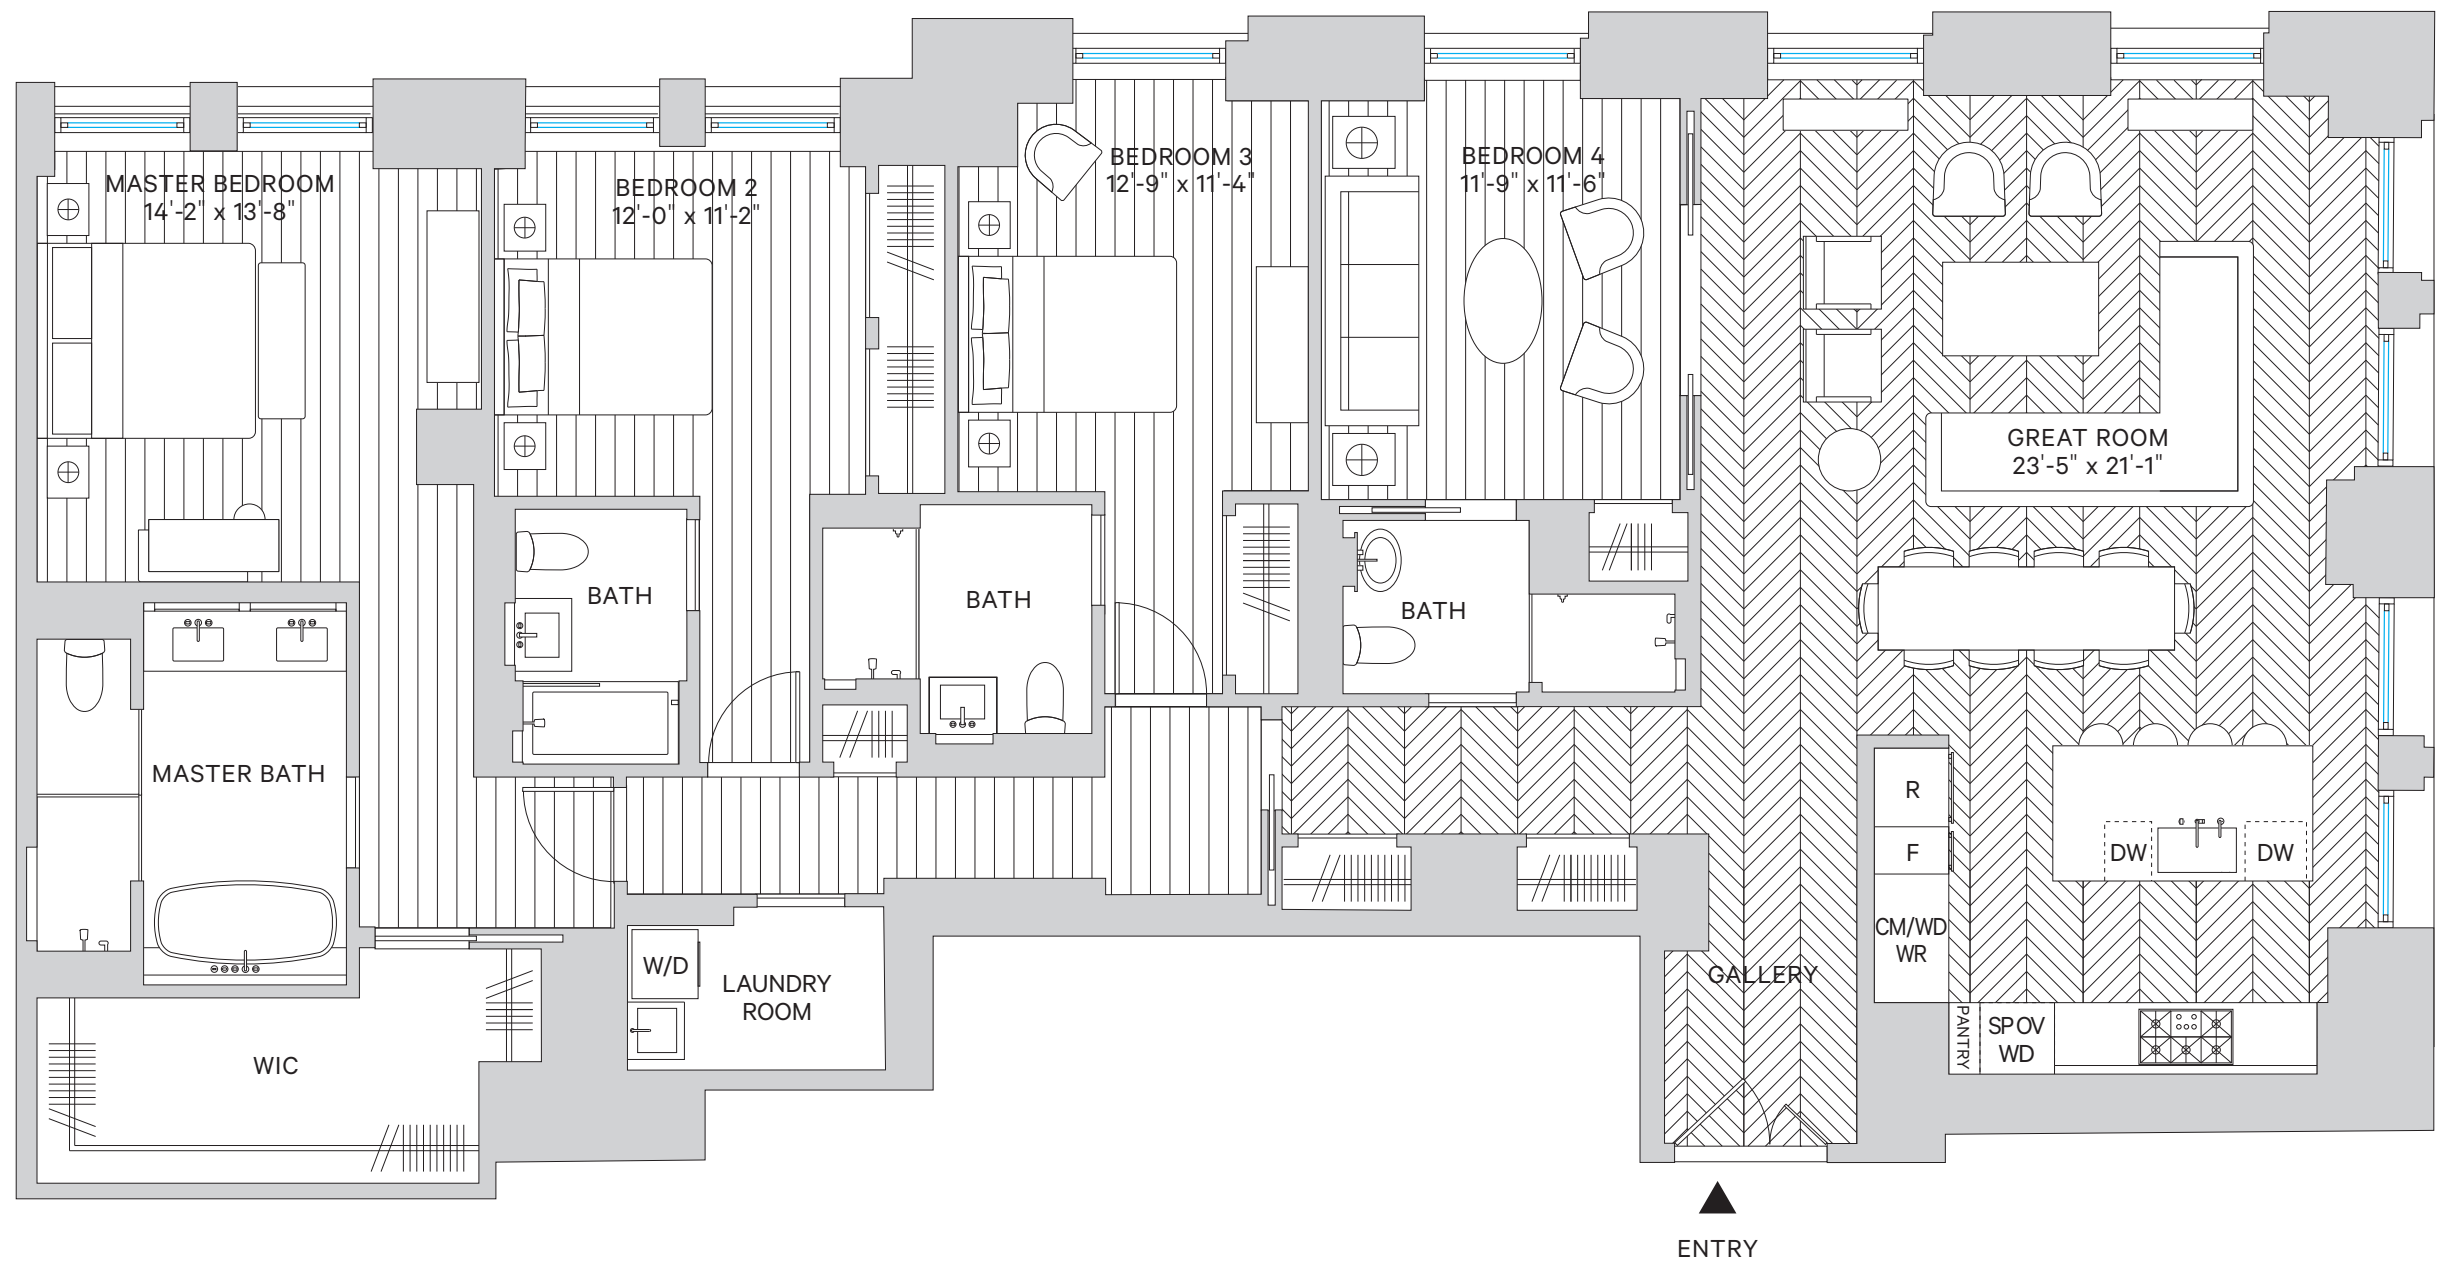 MASTER BEDROOM
14'-2" x 13'-8"
BEDROOM 2
12'-0" x 11'-2"
BEDROOM 3
12'-9" x 11'-4"
BEDROOM 4
11'-9" x 11'-6"
GREAT ROOM
23'-5" x 21'-1"
BATH
BATH
BATH
MASTER BATH
R
F
DW
DW
CM/WD
WR
W/D
LAUNDRY
ROOM
GALLERY
PANTRY
SPOV
WD
WIC
ENTRY